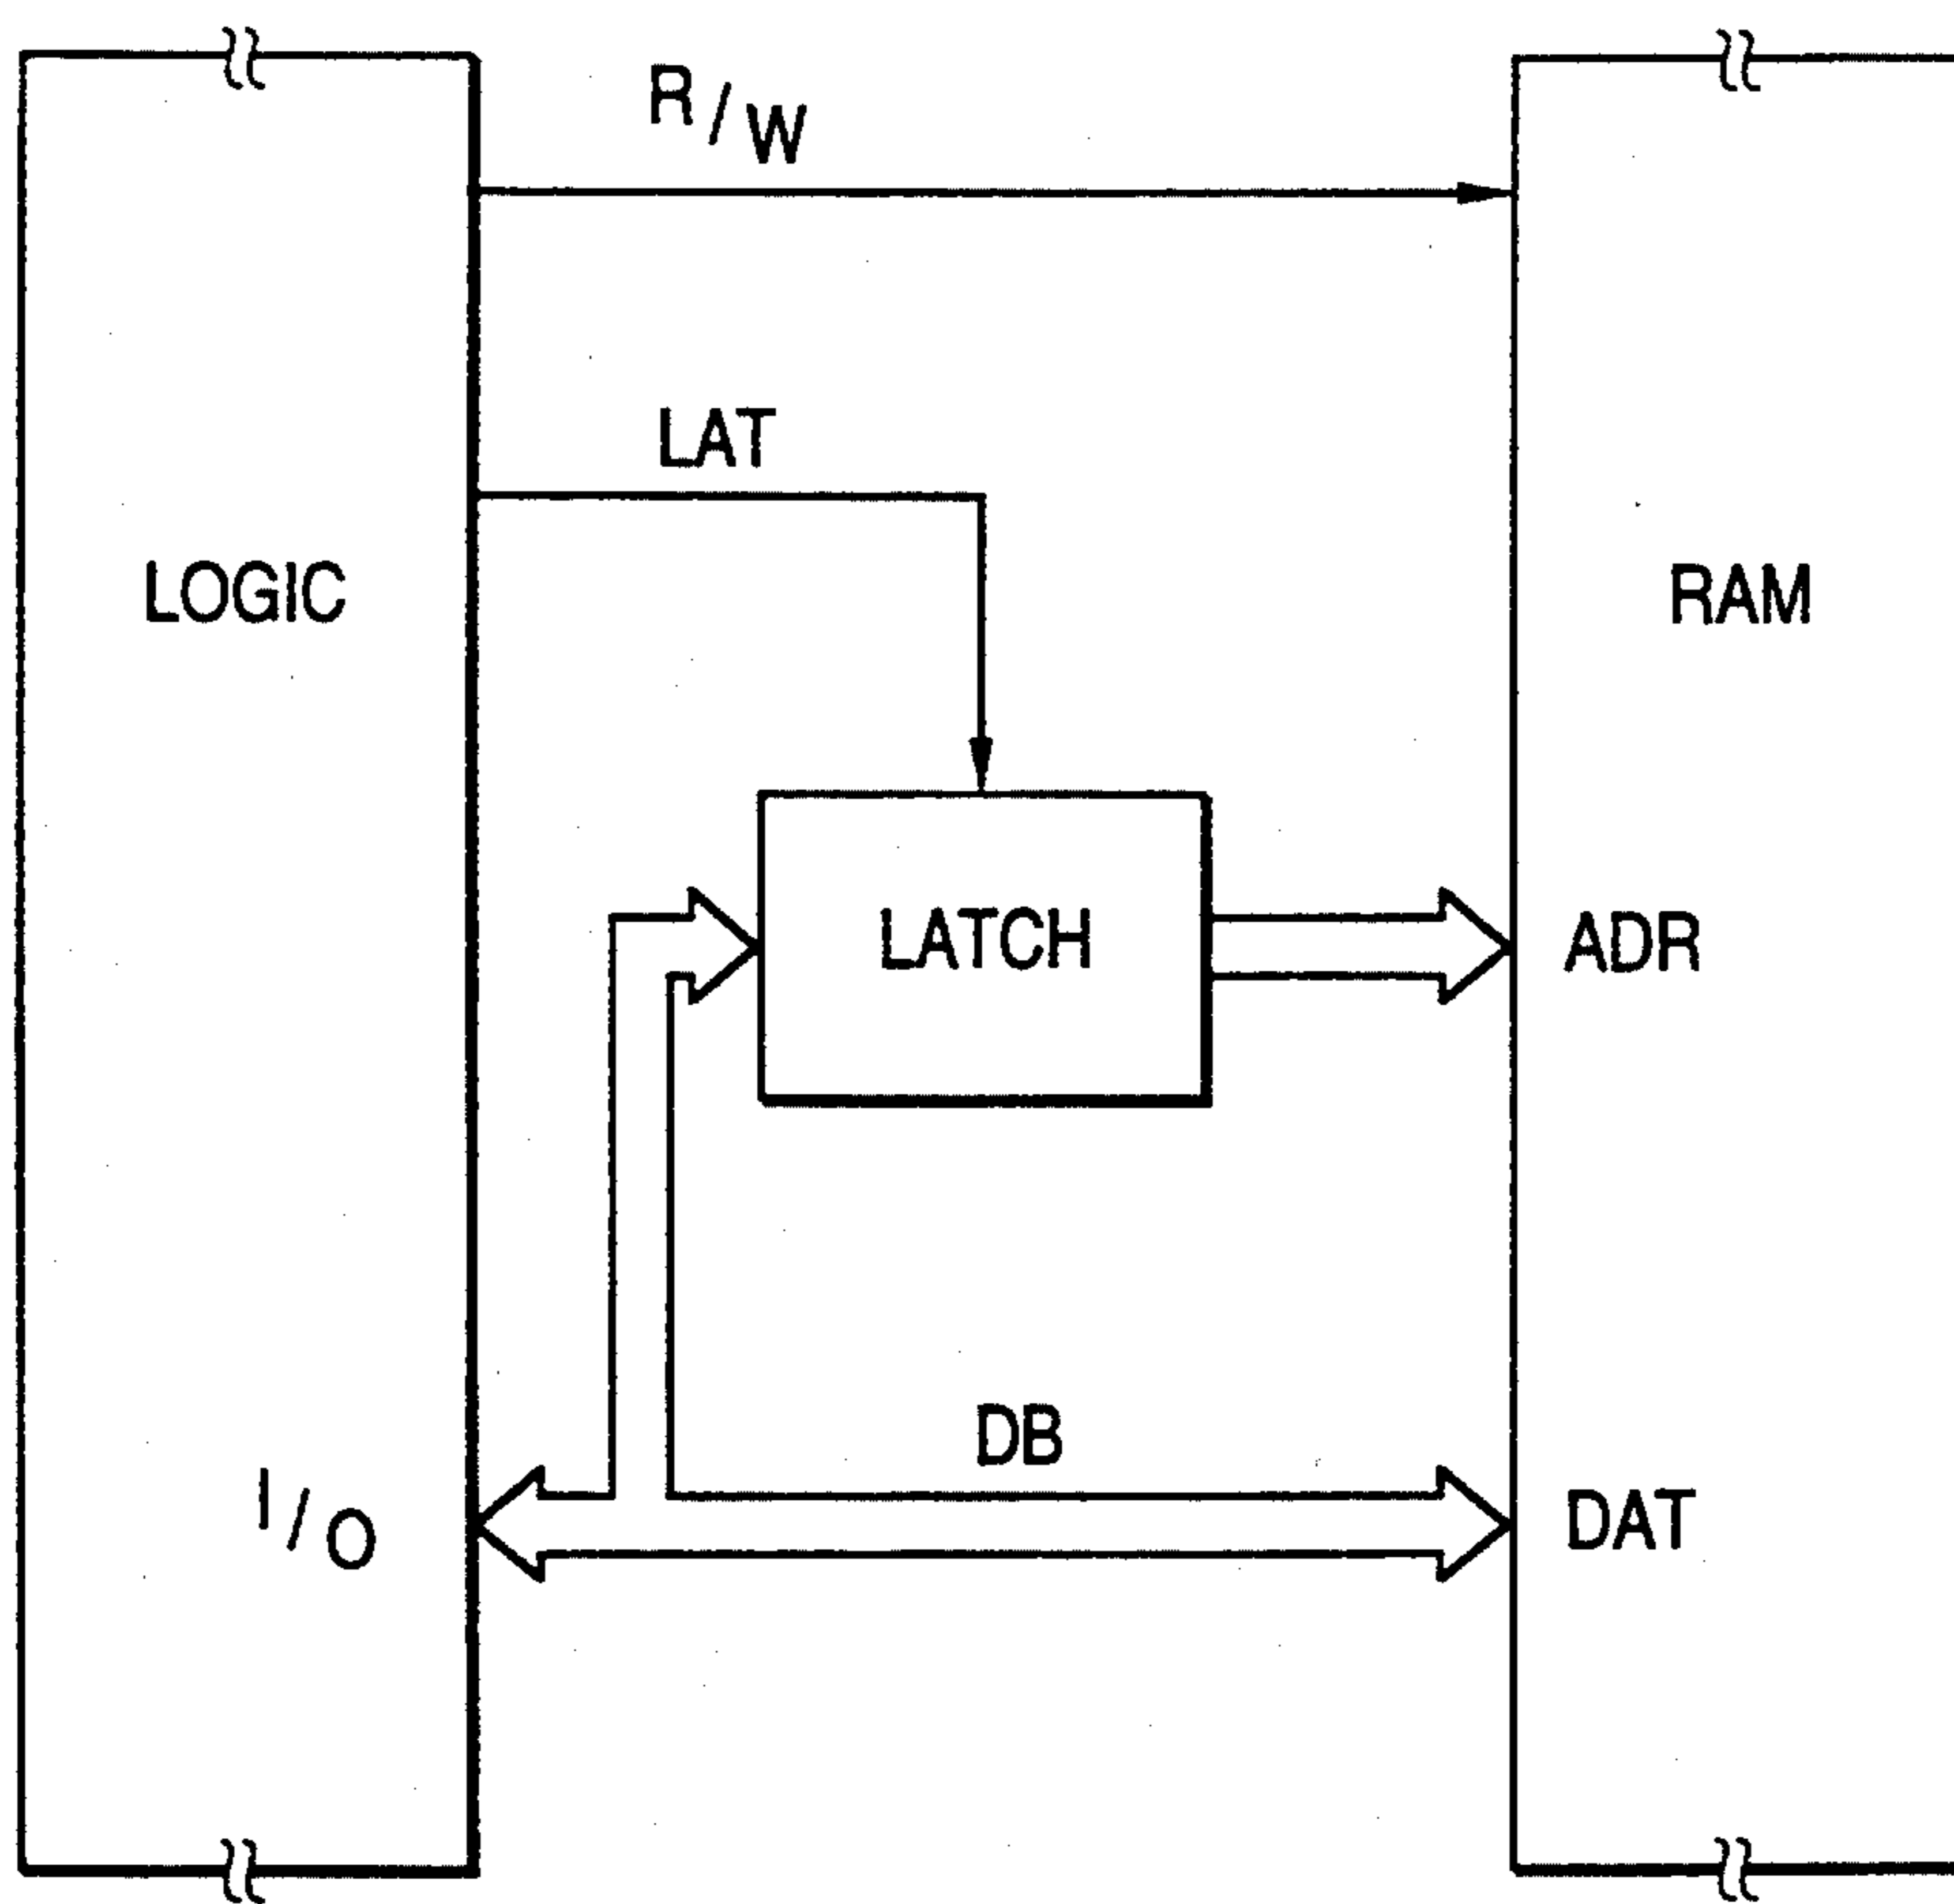 R/W
LAT
LOGIC
RAM
LATCH
ADR
DB
I/O
DAT